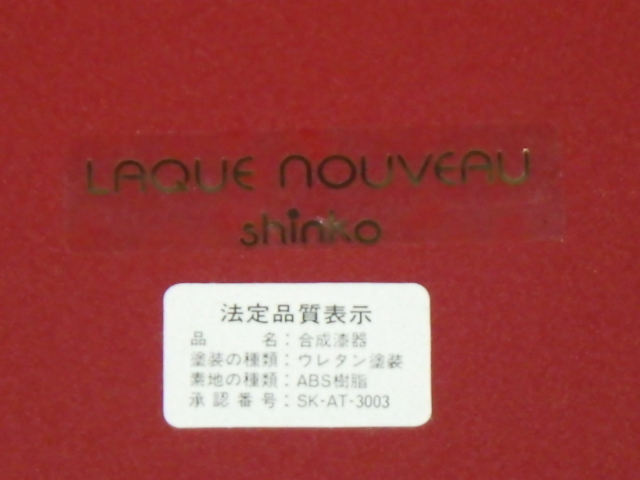 LAQUE NOUVEAU
shinko
法定品質表示
品名：合成漆器
塗装の種類：ウレタン塗装
素地の種類：ABS樹脂
承認番号：SK-AT-3003